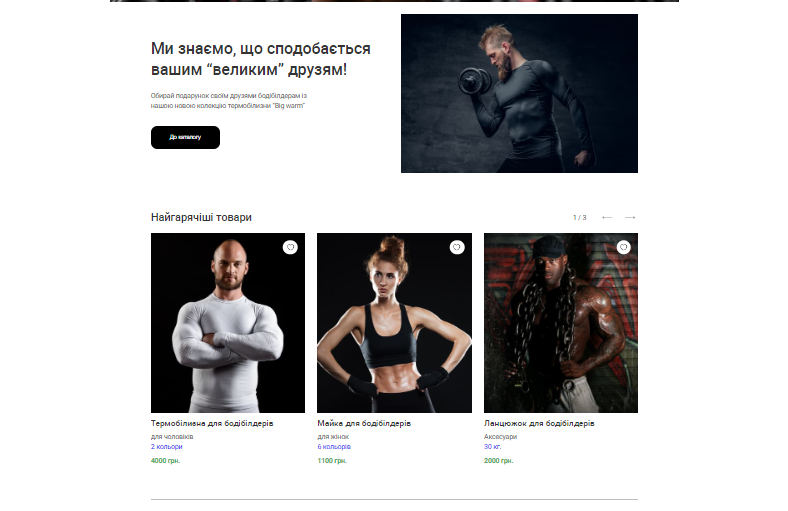 Ми знаємо, що сподобається
вашим “великим” друзям!
Обирай подарунок своїм друзями бодібілдерам із
нашою новою колекцію термобілизни "Big warm"
До каталогу
Найгарячіші товари
1 / 3
Термобілизна для бодібілдерів
для чоловіків
2 кольори
4000 грн.
Майка для бодібілдерів
для жінок
6 кольорів
1100 грн.
Ланцюжок для бодібілдерів
Аксесуари
30 кг.
2000 грн.